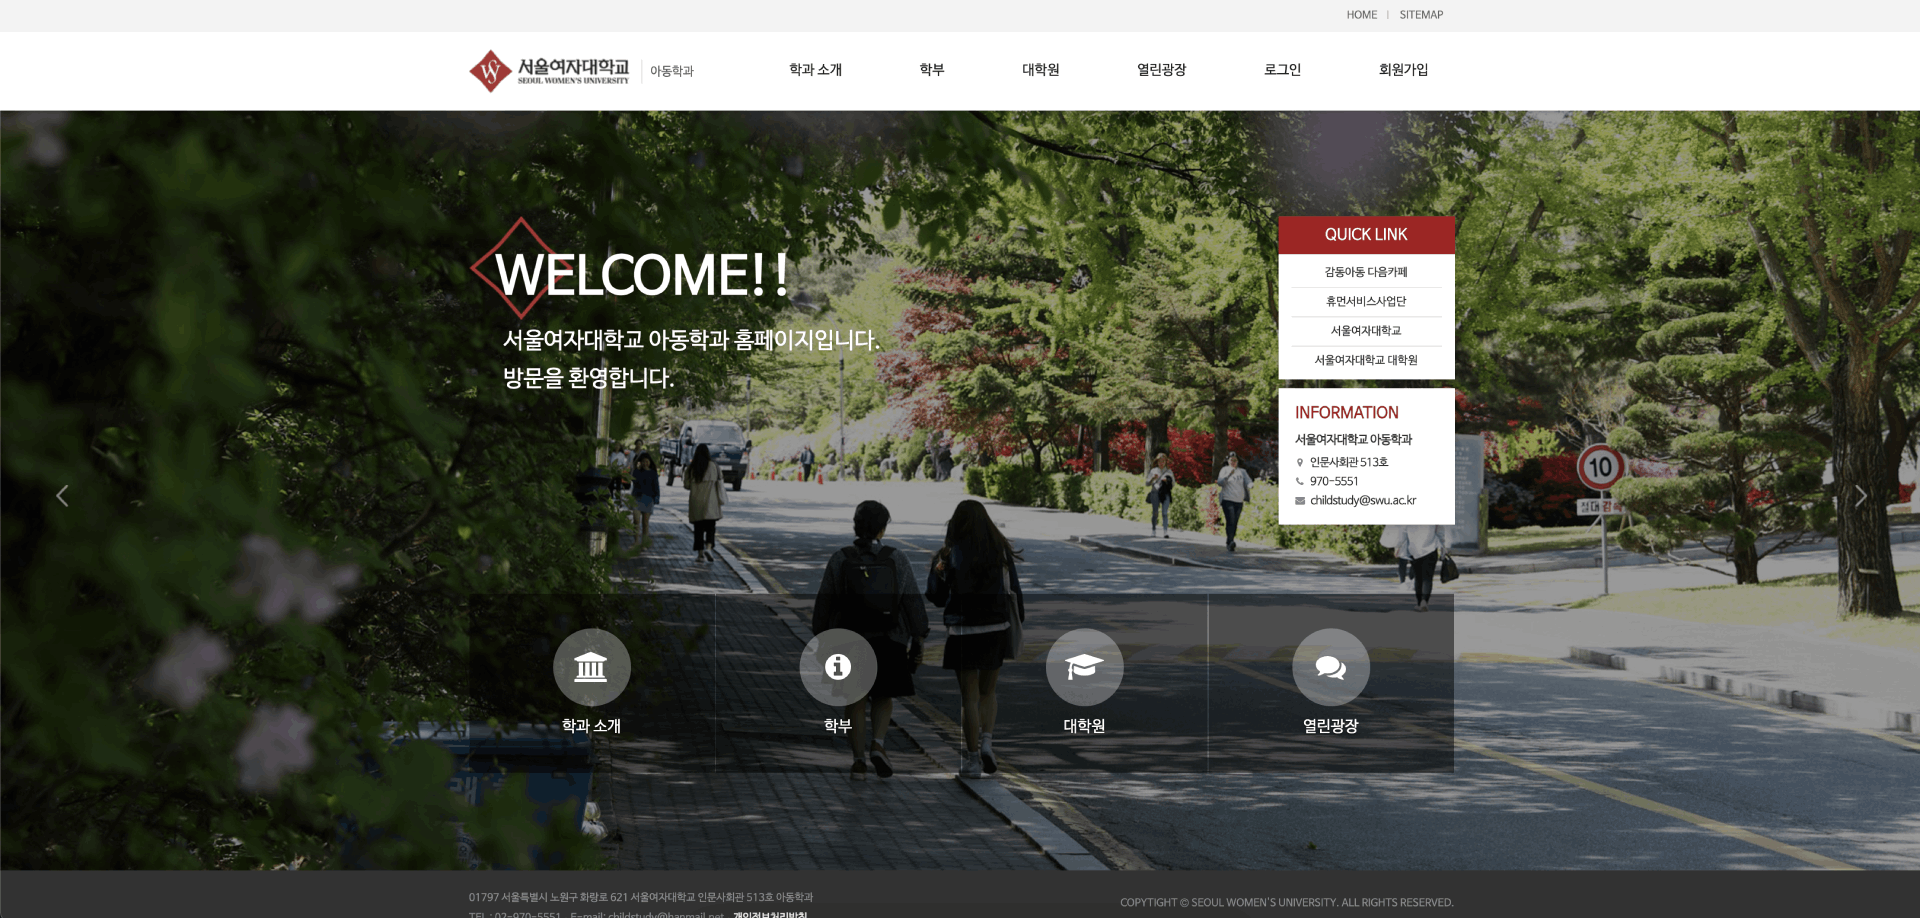 HOME | SITEMAP
서울여자대학교
SEOUL WOMEN'S UNIVERSITY
아동학과
학과 소개 학부 대학원 열린광장 로그인 회원가입
WELCOME!!
서울여자대학교 아동학과 홈페이지입니다.
방문을 환영합니다.
QUICK LINK
감동아동 다음카페
휴먼서비스사업단
서울여자대학교
서울여자대학교 대학원
INFORMATION
서울여자대학교 아동학과
인문사회관 513호
970-5551
childstudy@swu.ac.kr
10
절대감속
학과 소개 학부 대학원 열린광장
01797 서울특별시 노원구 화랑로 621 서울여자대학교 인문사회관 513호 아동학과
TEL : 02-970-5551 E-mail: childstudy@hanmail.net 개인정보처리방침
COPYRIGHT © SEOUL WOMEN'S UNIVERSITY. ALL RIGHTS RESERVED.